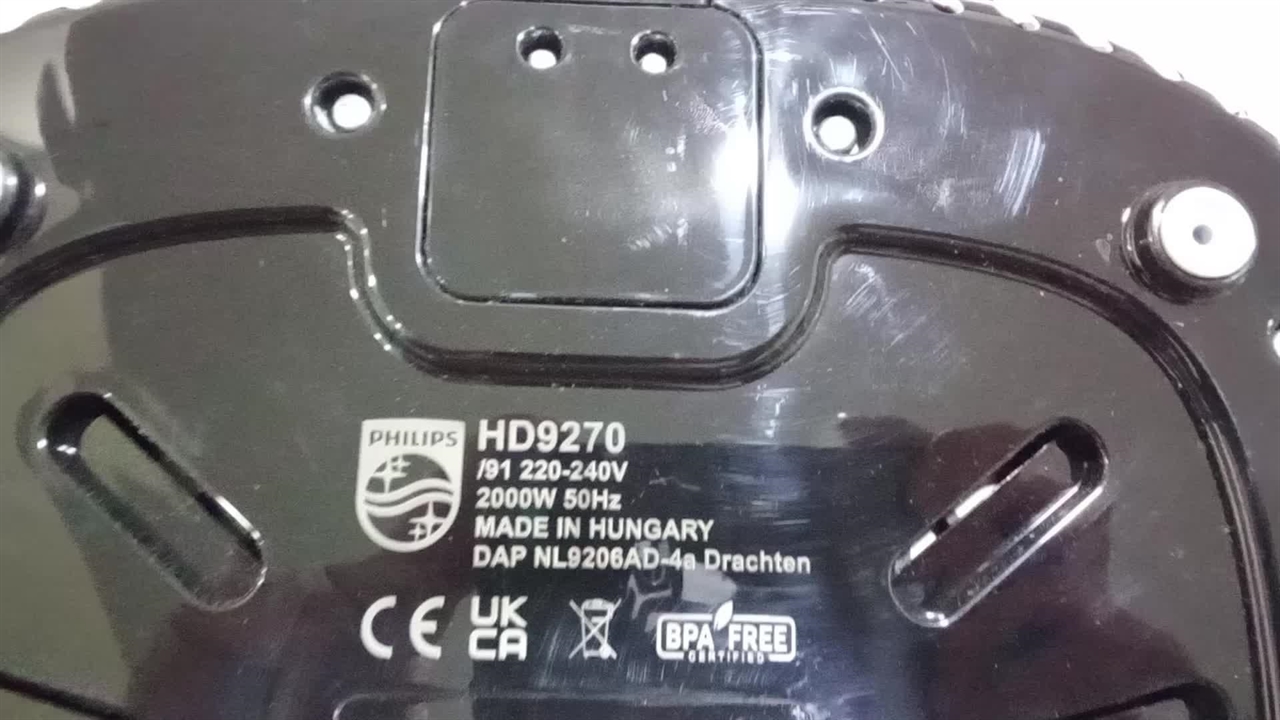 PHILIPS
HD9270
/91 220-240V
2000W 50Hz
MADE IN HUNGARY
DAP NL9206AD-4a Drachten
CE
UK
CA
BPA FREE
CERTIFIED